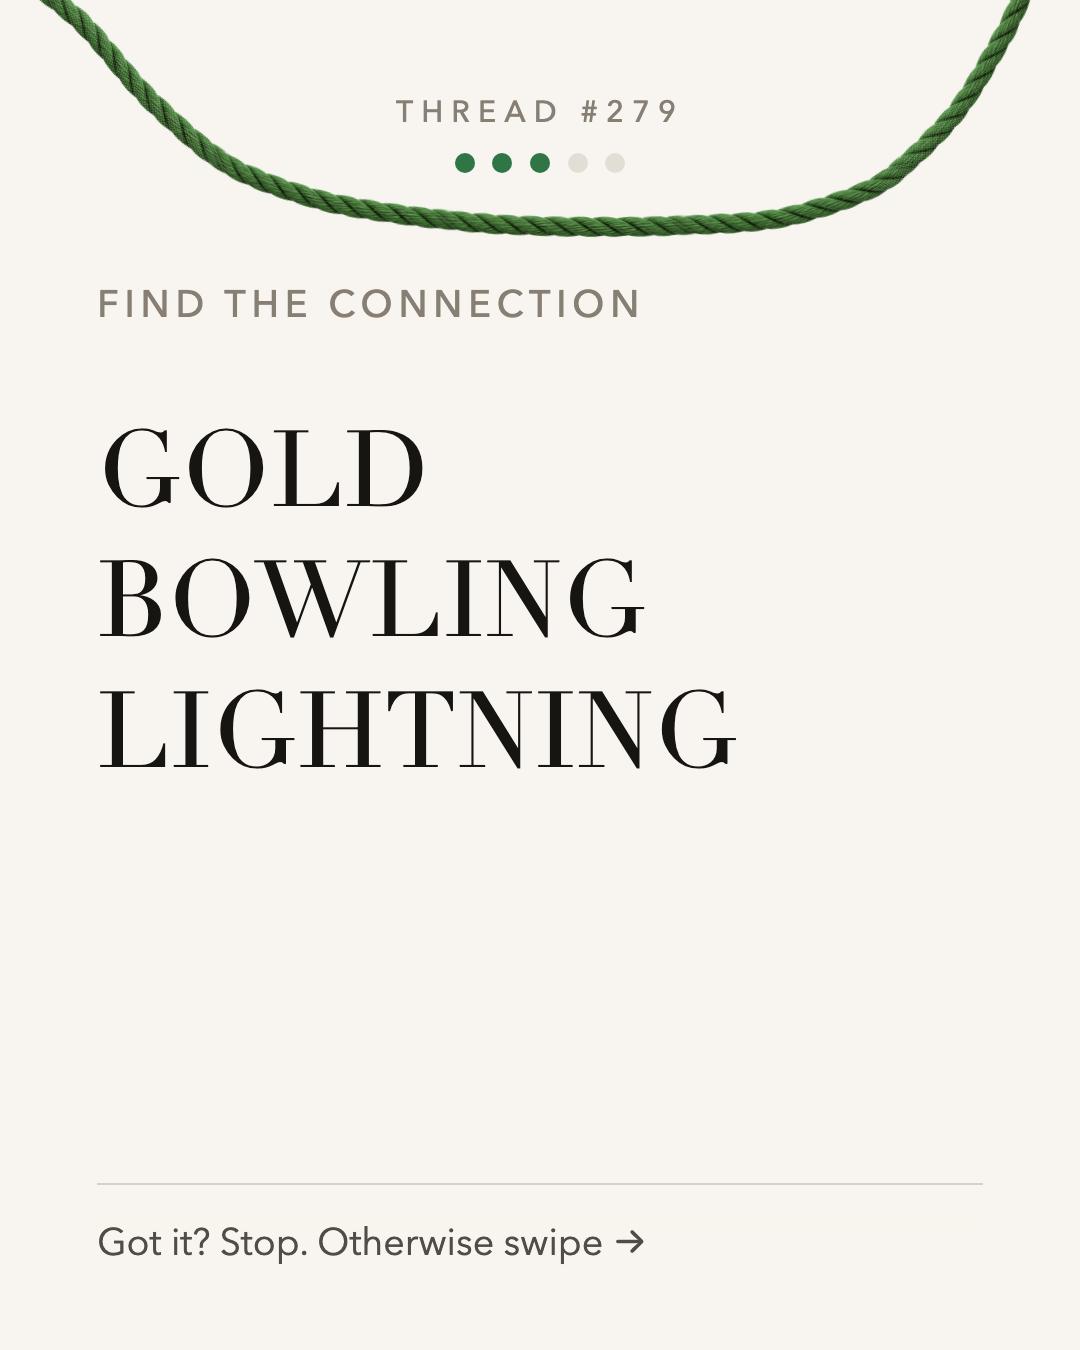 THREAD #279
FIND THE CONNECTION
GOLD
BOWLING
LIGHTNING
Got it? Stop. Otherwise swipe →